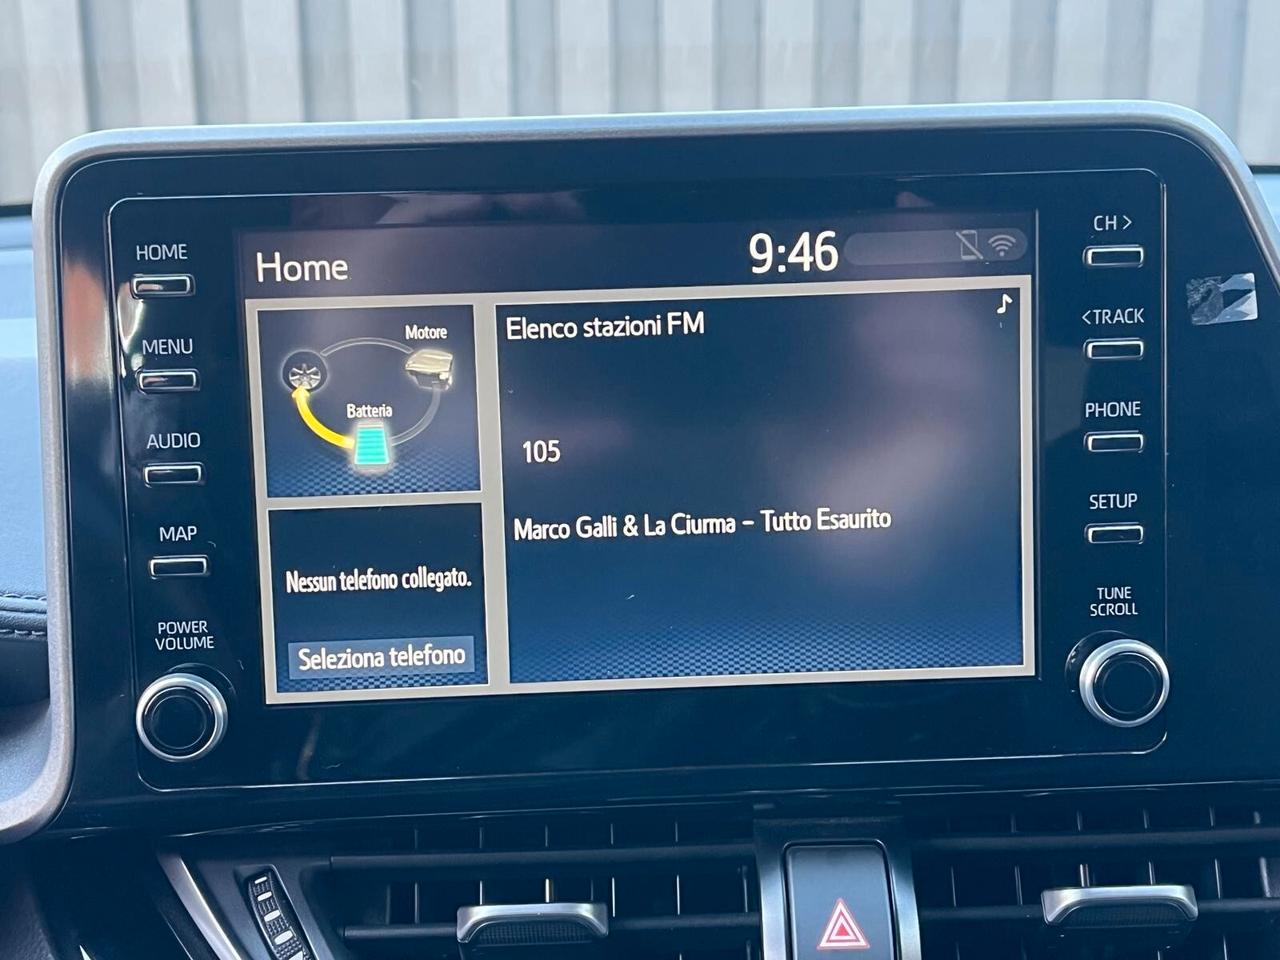 HOME
MENU
AUDIO
MAP
POWER
VOLUME
Home
9:46
Motore
Batteria
Nessun telefono collegato.
Seleziona telefono
Elenco stazioni FM
105
Marco Galli & La Ciurma - Tutto Esaurito
CH >
<TRACK
PHONE
SETUP
TUNE
SCROLL